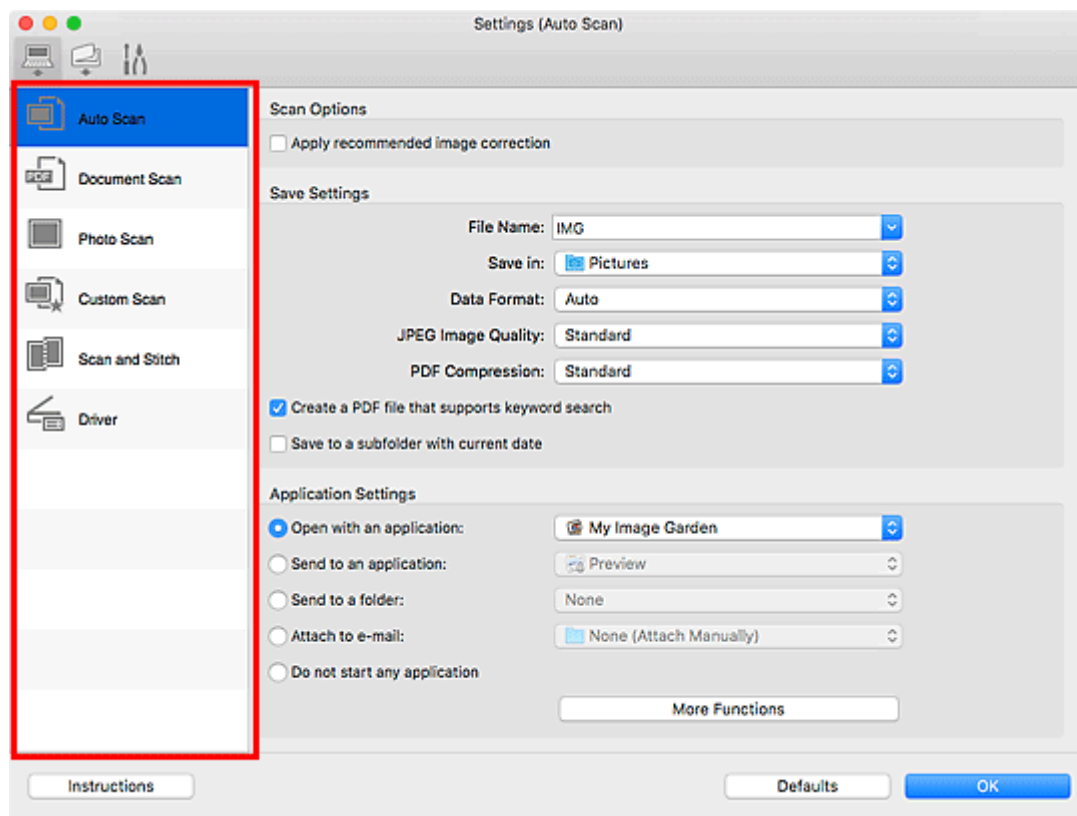 Settings (Auto Scan)
Auto Scan
Document Scan
Photo Scan
Custom Scan
Scan and Stitch
Driver
Scan Options
Apply recommended image correction
Save Settings
File Name: IMG
Save in: Pictures
Data Format: Auto
JPEG Image Quality: Standard
PDF Compression: Standard
Create a PDF file that supports keyword search
Save to a subfolder with current date
Application Settings
Open with an application: My Image Garden
Send to an application: Preview
Send to a folder: None
Attach to e-mail: None (Attach Manually)
Do not start any application
More Functions
Instructions Defaults OK